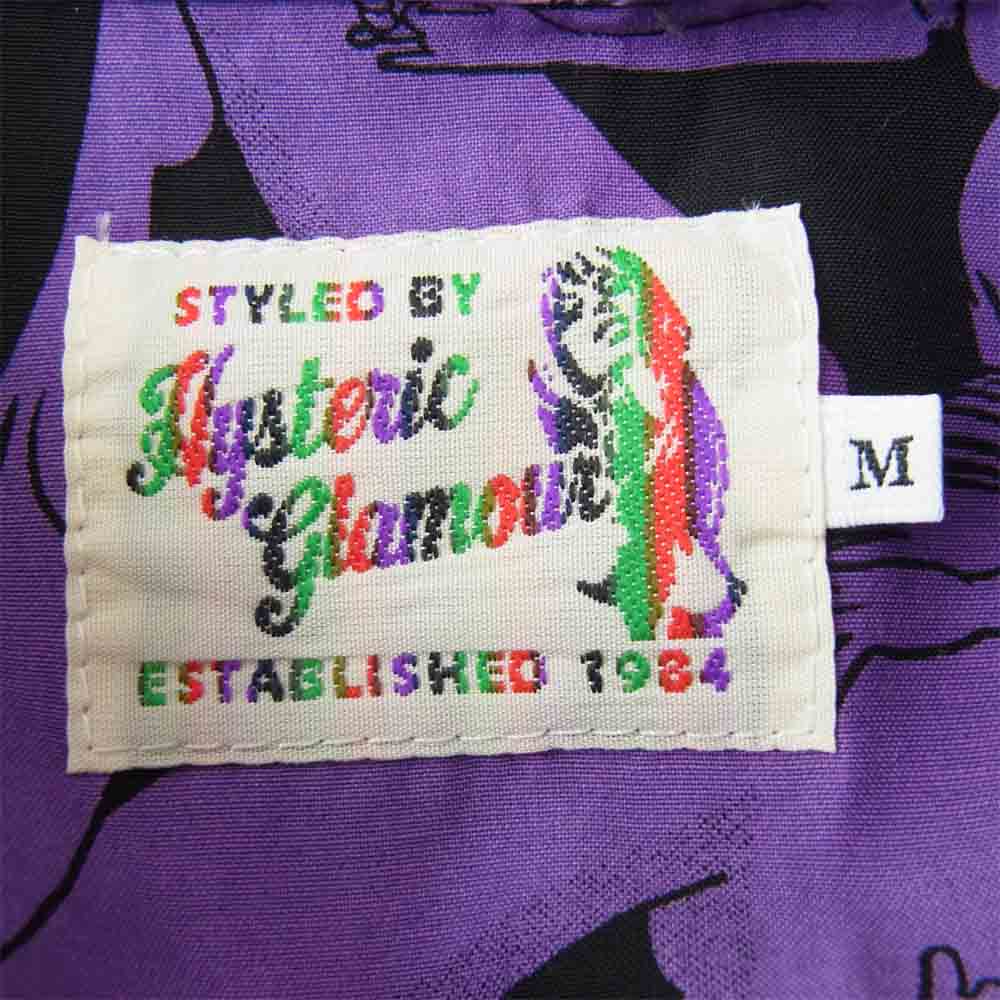 STYLED BY
Hysteric
Glamour
M
ESTABLISHED 1984